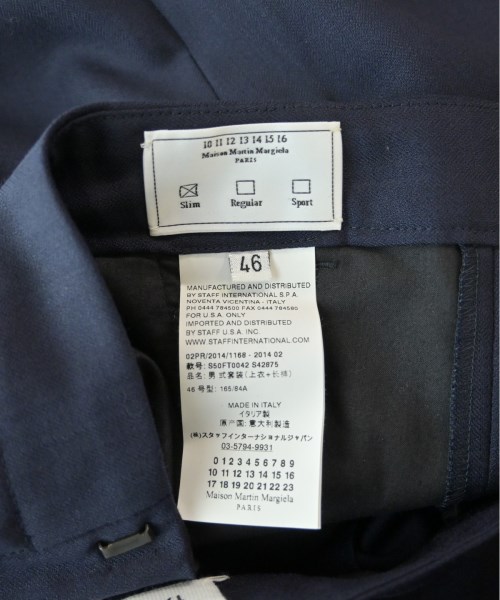 10 11 12 13 14 15 16
Maison Martin Margiela
PARIS
Slim Regular Sport
46
MANUFACTURED AND DISTRIBUTED
BY STAFF INTERNATIONAL S.P.A
NOVENTA VICENTINA - ITALY
PH 0444 784500 FAX 0444 784580
FOR U.S.A. ONLY
IMPORTED AND DISTRIBUTED
BY STAFF U.S.A. INC.
WWW.STAFFINTERNATIONAL.COM
02PR/2014/1168 - 2014 02
款号: S50FT0042 S42875
品名: 男式套装(上衣+长裤)
46 号型: 165/84A
MADE IN ITALY
イタリア製
原产国: 意大利製造
(株)スタッフインターナショナルジャパン
03-5794-9931
0 1 2 3 4 5 6 7 8 9
10 11 12 13 14 15 16
17 18 19 20 21 22 23
Maison Martin Margiela
PARIS